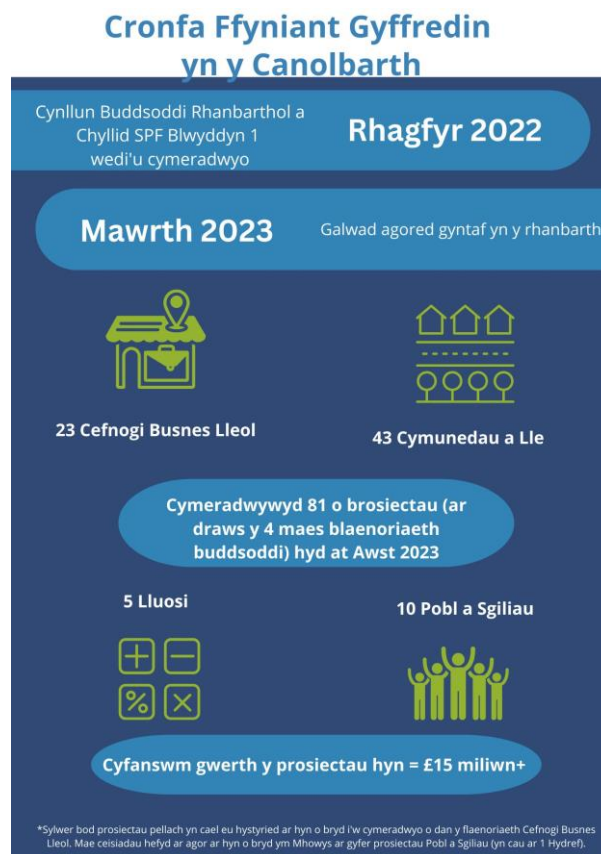 Cronfa Ffyniant Gyffredin
yn y Canolbarth
Cynllun Buddsoddi Rhanbarthol a
Chyllid SPF Blwyddyn 1
wedi'u cymeradwyo
Rhagfyr 2022
Mawrth 2023
Galwad agored gyntaf yn y rhanbarth
23 Cefnogi Busnes Lleol
43 Cymunedau a Lle
Cymeradwywyd 81 o brosiectau (ar
draws y 4 maes blaenoriaeth
buddsoddi) hyd at Awst 2023
5 Lluosi
10 Pobl a Sgiliau
Cyfanswm gwerth y prosiectau hyn = £15 miliwn+
*Sylwer bod prosiectau pellach yn cael eu hystyried ar hyn o bryd i'w cymeradwyo o dan y flaenoriaeth Cefnogi Busnes
Lleol. Mae ceisiadau hefyd ar agor ar hyn o bryd ym Mhowys ar gyfer prosiectau Pobl a Sgiliau (yn cau ar 1 Hydref).